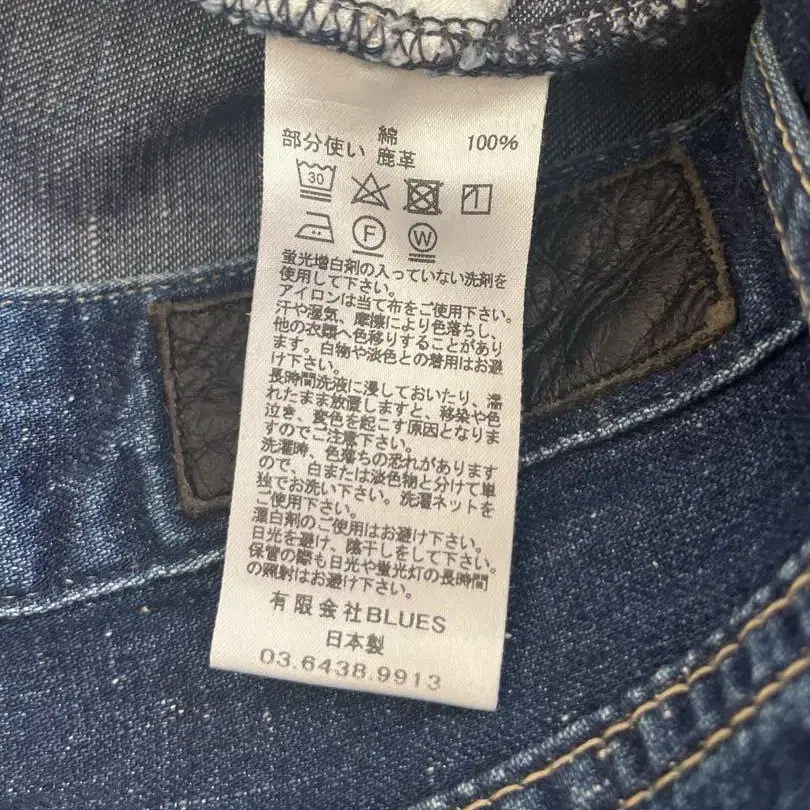 綿 100%
部分使い 鹿革
30
F W
蛍光増白剤の入っていない洗剤を
使用して下さい。
アイロンは当て布をご使用下さい。
汗や湿気、摩擦により色落ちし、
他の衣類へ色移りすることがあり
ます。白物や淡色との着用はお避
け下さい。
長時間洗液に浸しておいたり、濡
れたまま放置しますと、移染や色
泣き、変色を起こす原因となりま
すのでご注意下さい。
洗濯時、色落ちの恐れがあります
ので、白または淡色物と分けて単
独でお洗い下さい。洗濯ネットを
ご使用下さい。
漂白剤のご使用はお避け下さい。
日光を避け、陰干しをして下さい。
保管の際も日光や蛍光灯の長時間
の照射はお避け下さい。
有限会社BLUES
日本製
03.6438.9913